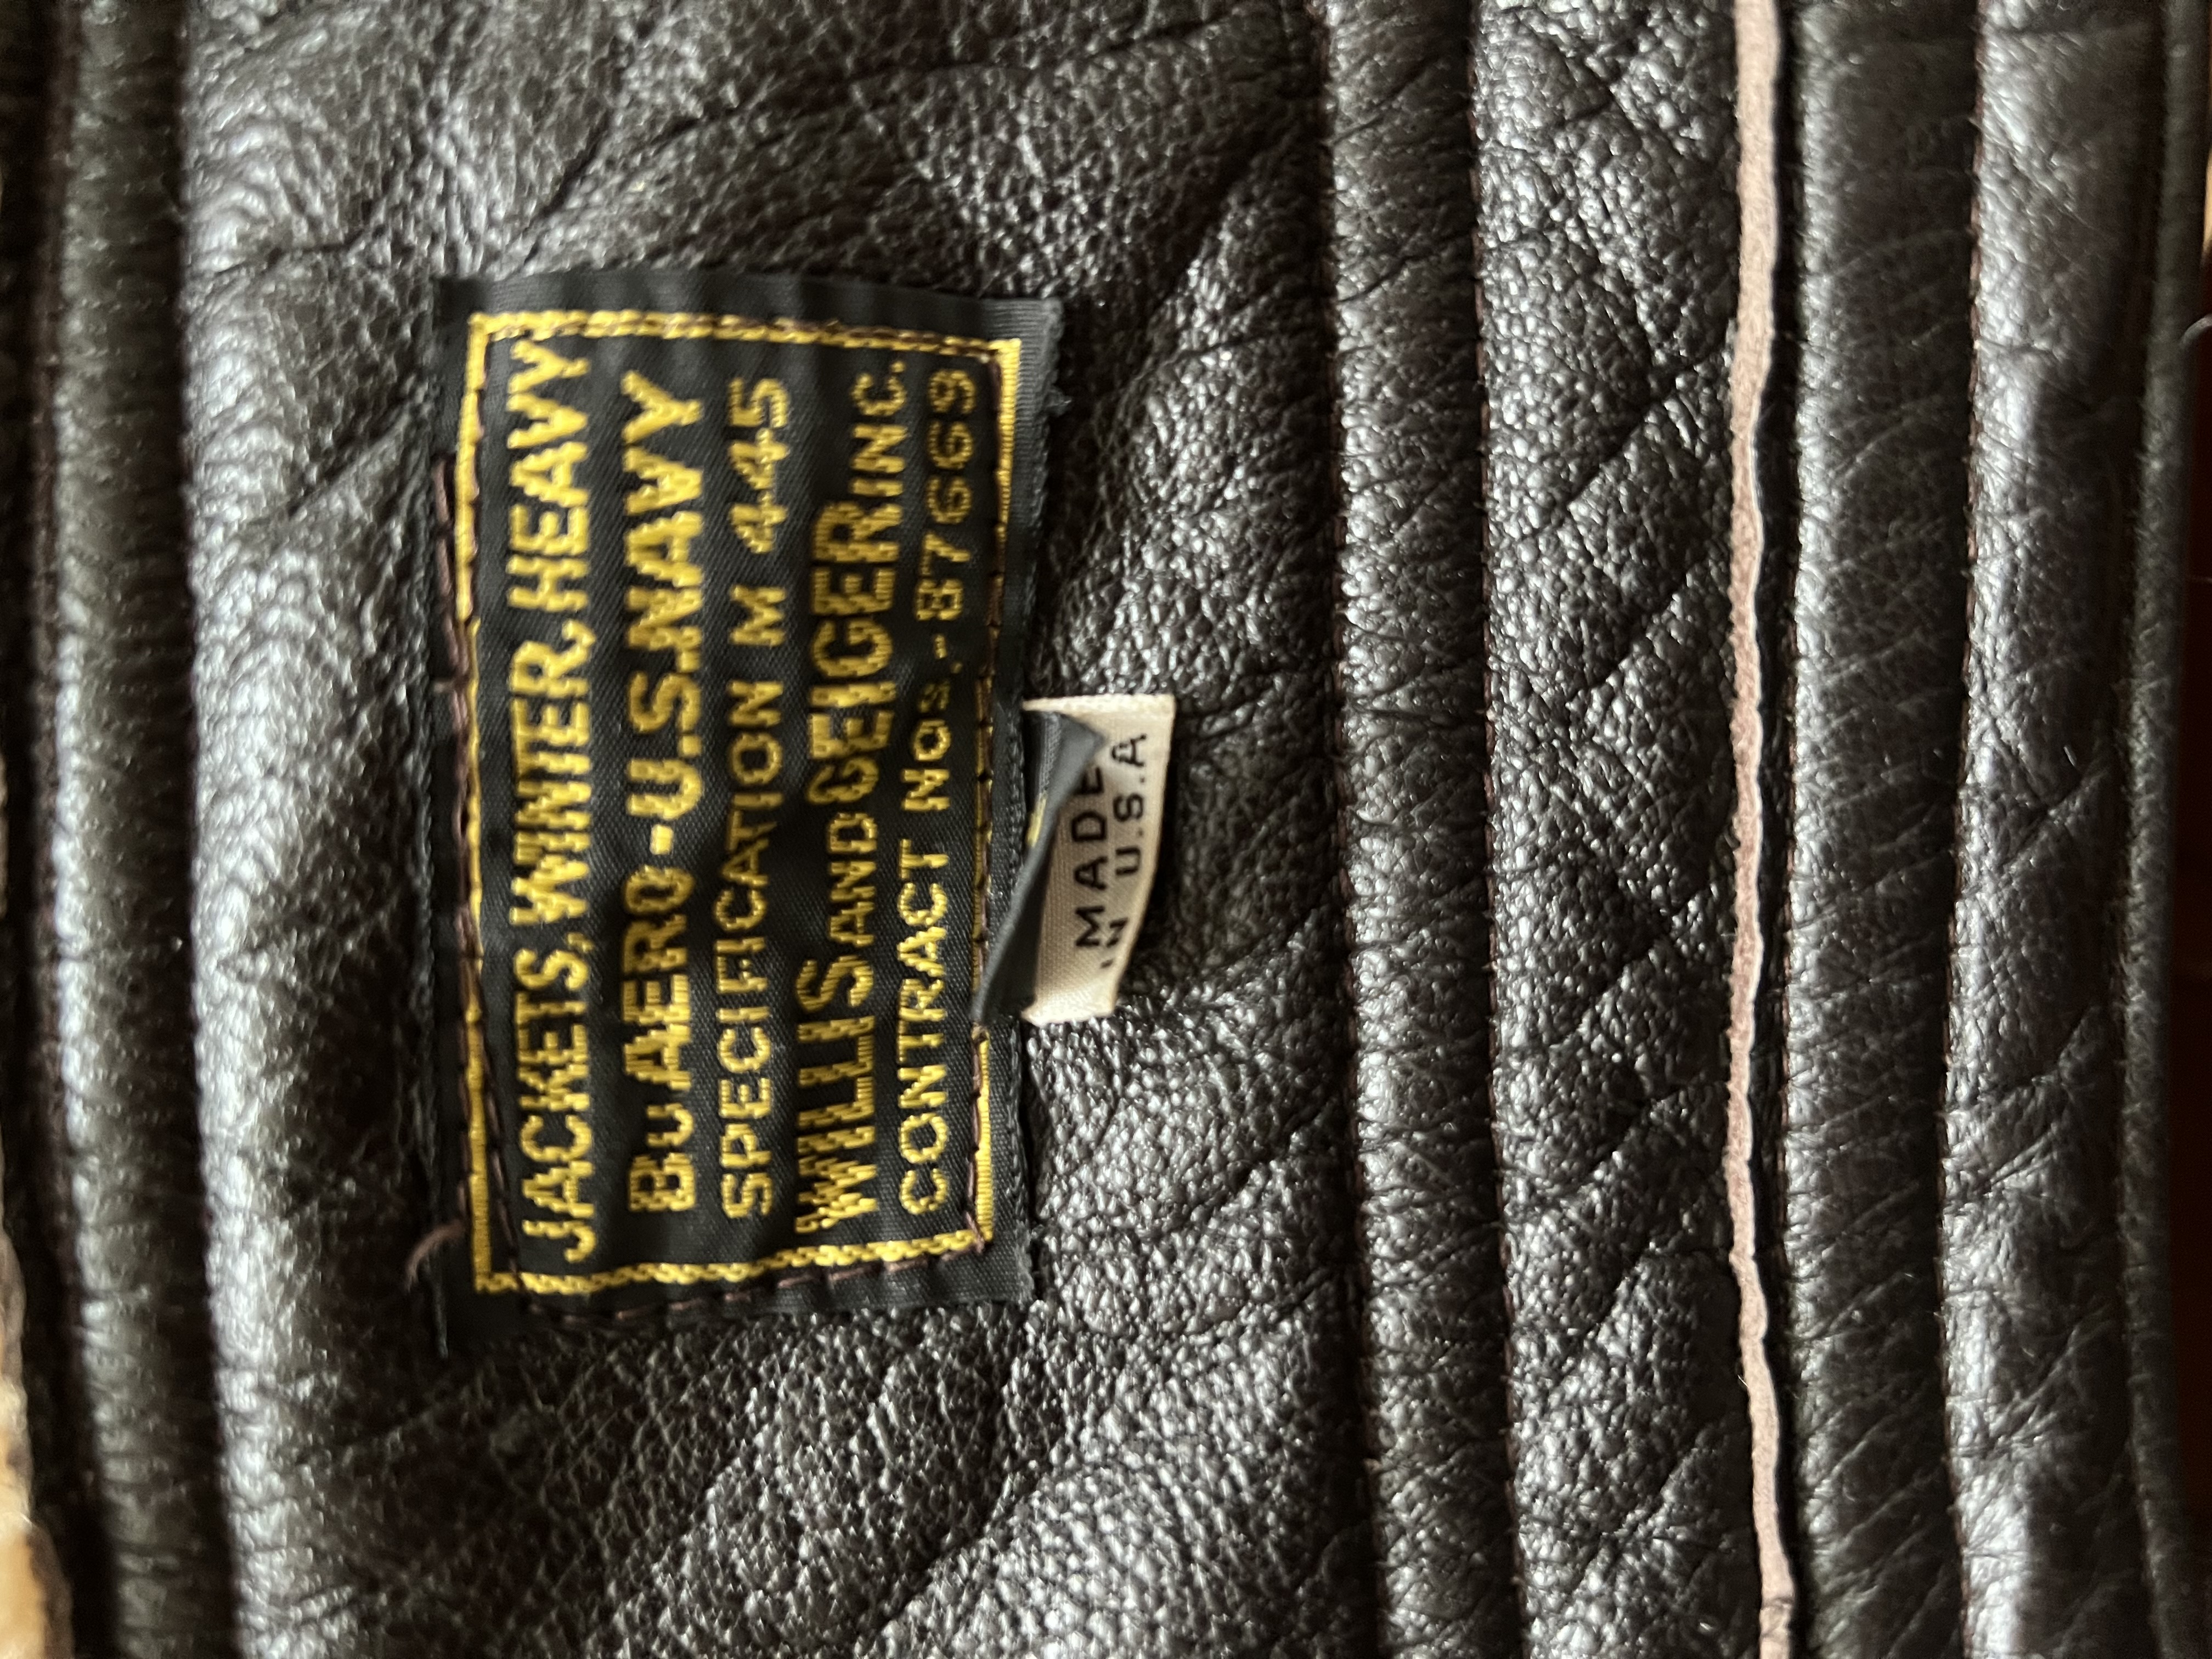 JACKETS, WINTER, HEAVY
BU AERO-U.S.NAVY
SPECIFICATION M 445
WILLIS AND GEIGER INC.
CONTRACT Nos.-87669
MADE
IN U.S.A